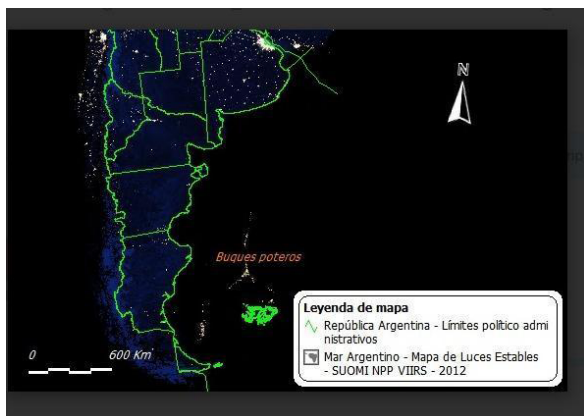 N
Buques poteros
Leyenda de mapa
República Argentina - Límites político admi
nistrativos
Mar Argentino - Mapa de Luces Estables
- SUOMI NPP VIIRS - 2012
0 600 Km